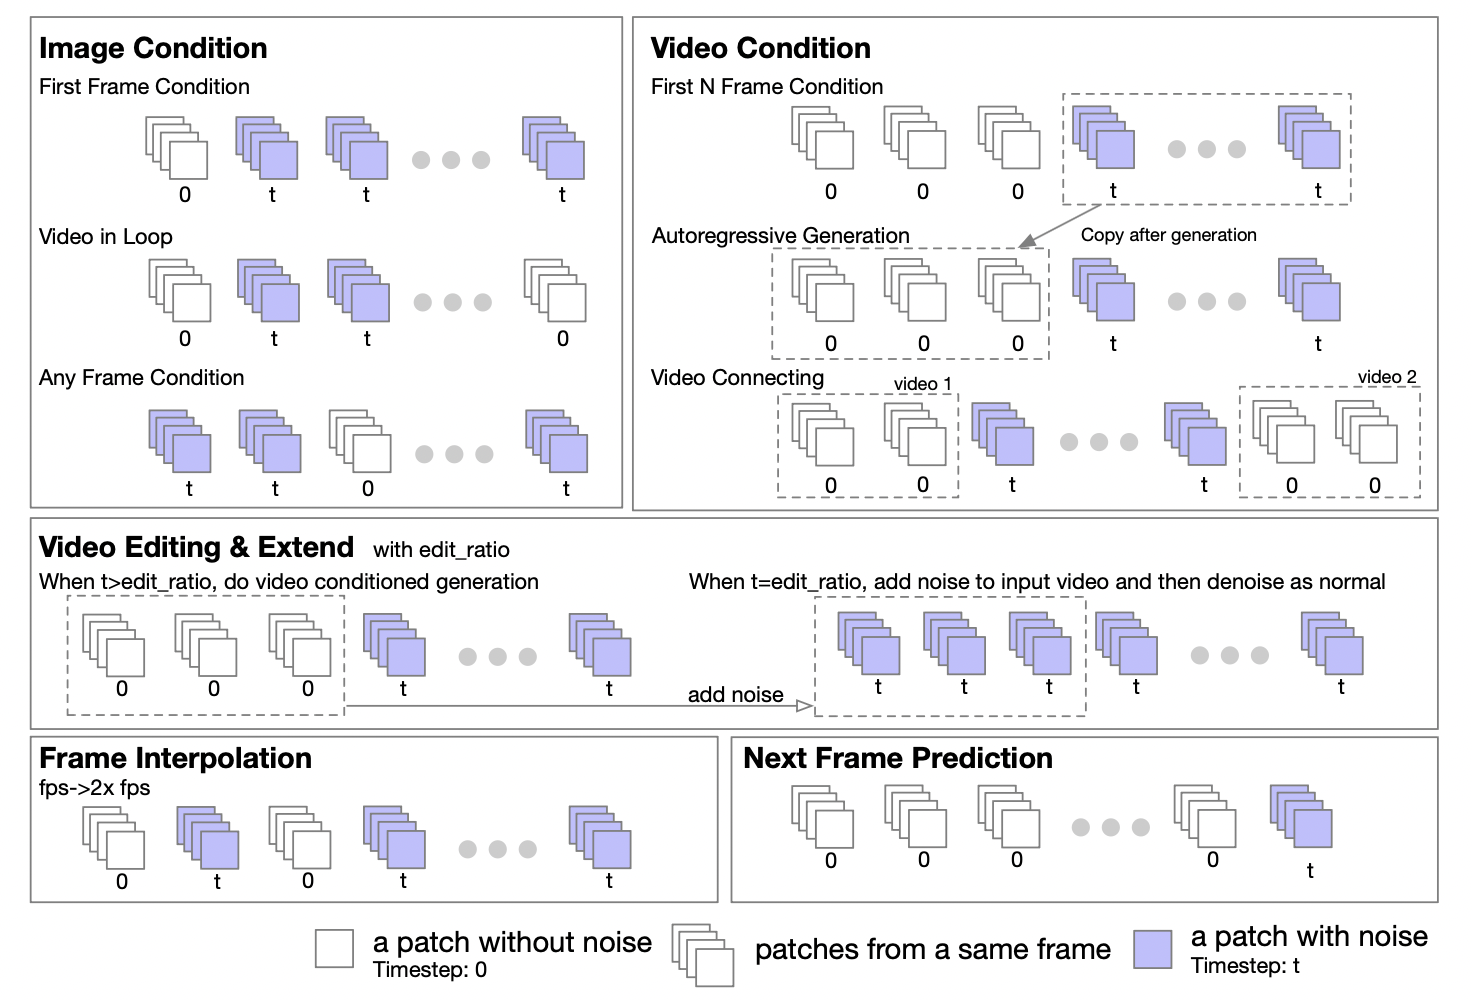 Image Condition
First Frame Condition
0 t t t
Video in Loop
0 t t 0
Any Frame Condition
t t 0 t
Video Condition
First N Frame Condition
0 0 0 t t
Autoregressive Generation
Copy after generation
0 0 0 t t
Video Connecting
video 1
video 2
0 0 t t 0 0
Video Editing & Extend with edit_ratio
When t>edit_ratio, do video conditioned generation
0 0 0 t t
add noise
When t=edit_ratio, add noise to input video and then denoise as normal
t t t t t
Frame Interpolation
fps->2x fps
0 t 0 t t
Next Frame Prediction
0 0 0 0 t
a patch without noise
Timestep: 0
patches from a same frame
a patch with noise
Timestep: t